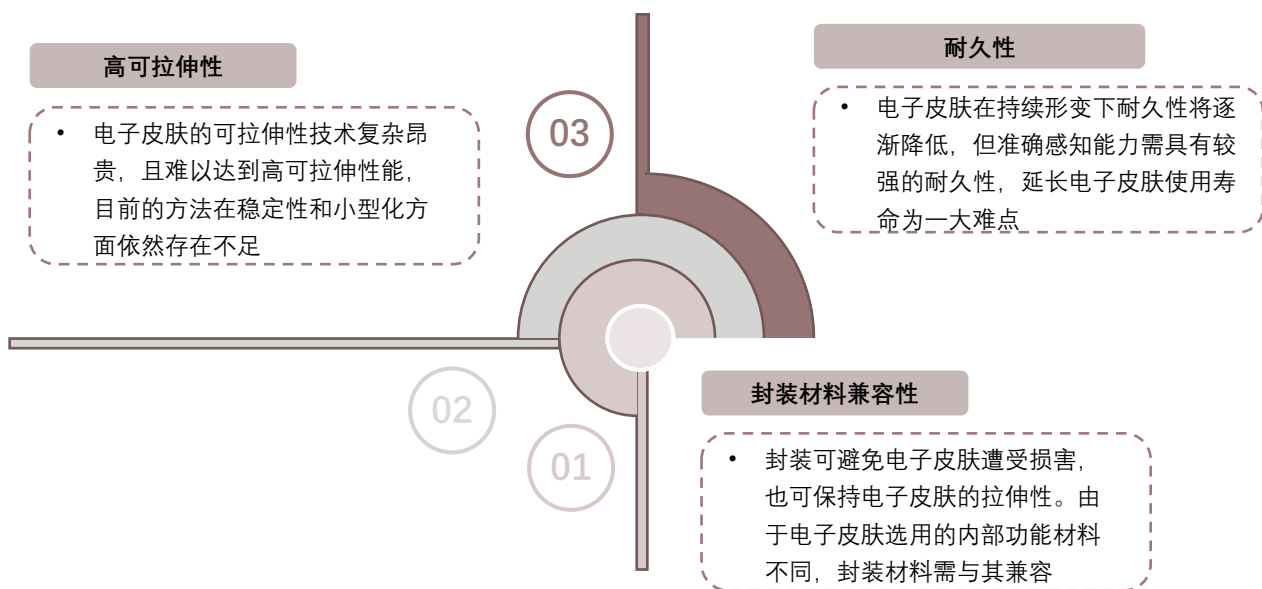 高可拉伸性
• 电子皮肤的可拉伸性技术复杂昂
贵，且难以达到高可拉伸性能，
目前的方法在稳定性和小型化方
面依然存在不足
03
耐久性
• 电子皮肤在持续形变下耐久性将逐
渐降低，但准确感知能力需具有较
强的耐久性，延长电子皮肤使用寿
命为一大难点
02
01
封装材料兼容性
• 封装可避免电子皮肤遭受损害，
也可保持电子皮肤的拉伸性。由
于电子皮肤选用的内部功能材料
不同，封装材料需与其兼容